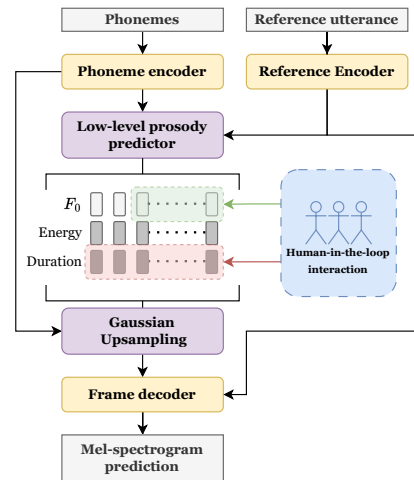 Phonemes
Reference utterance
Phoneme encoder
Reference Encoder
Low-level prosody
predictor
F₀
Energy
Duration
Human-in-the-loop
interaction
Gaussian
Upsampling
Frame decoder
Mel-spectrogram
prediction